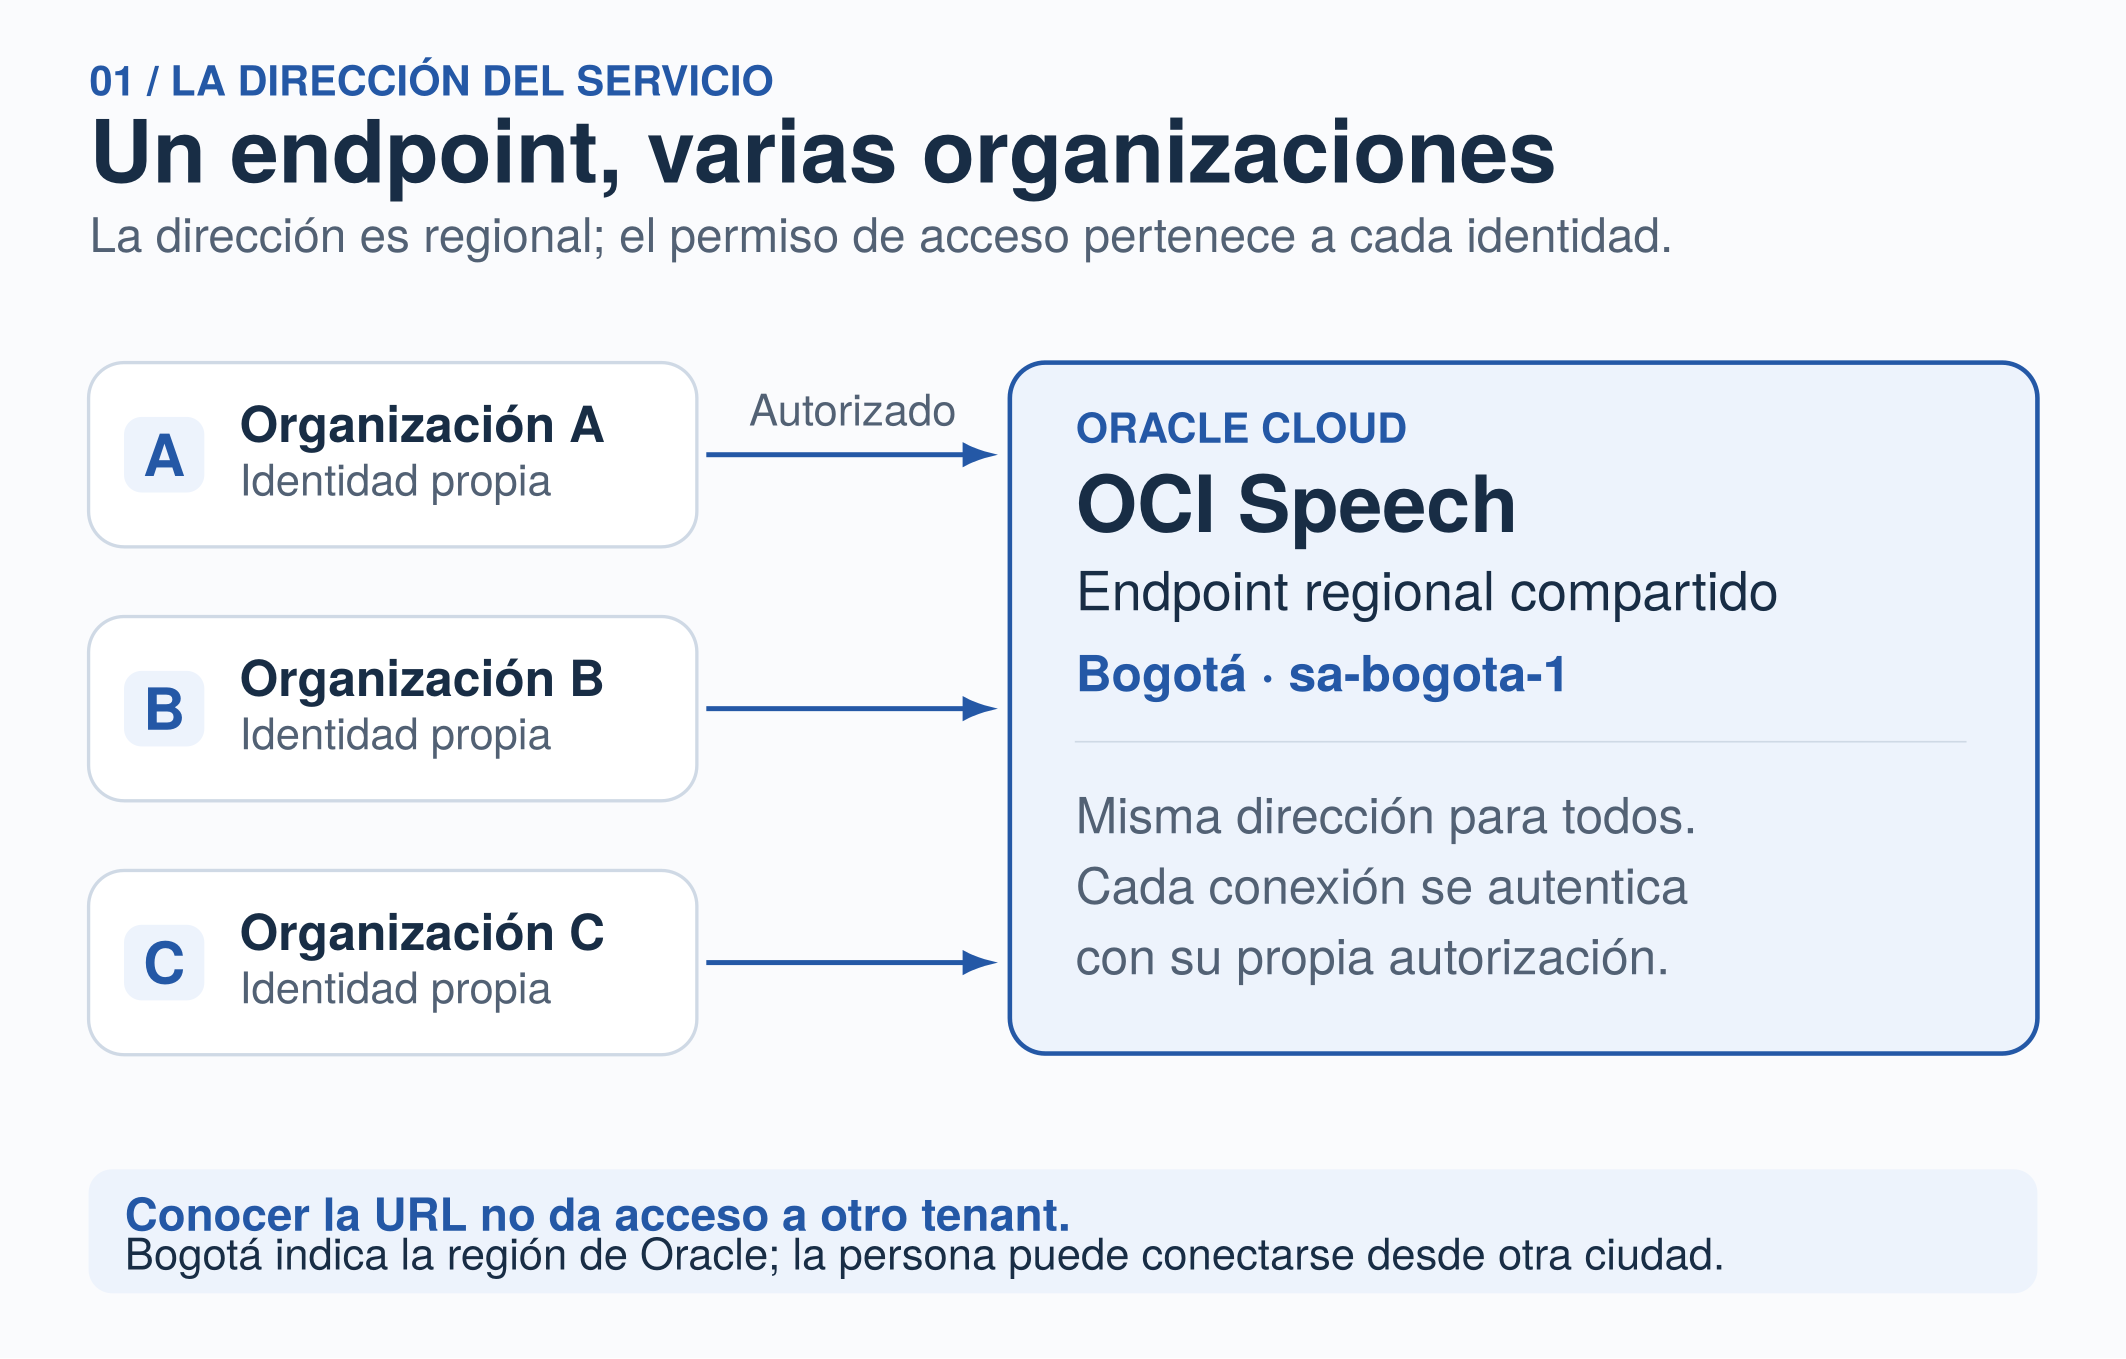 01 / LA DIRECCIÓN DEL SERVICIO
Un endpoint, varias organizaciones
La dirección es regional; el permiso de acceso pertenece a cada identidad.
A
Organización A
Identidad propia
Autorizado
B
Organización B
Identidad propia
C
Organización C
Identidad propia
ORACLE CLOUD
OCI Speech
Endpoint regional compartido
Bogotá · sa-bogota-1
Misma dirección para todos.
Cada conexión se autentica
con su propia autorización.
Conocer la URL no da acceso a otro tenant.
Bogotá indica la región de Oracle; la persona puede conectarse desde otra ciudad.